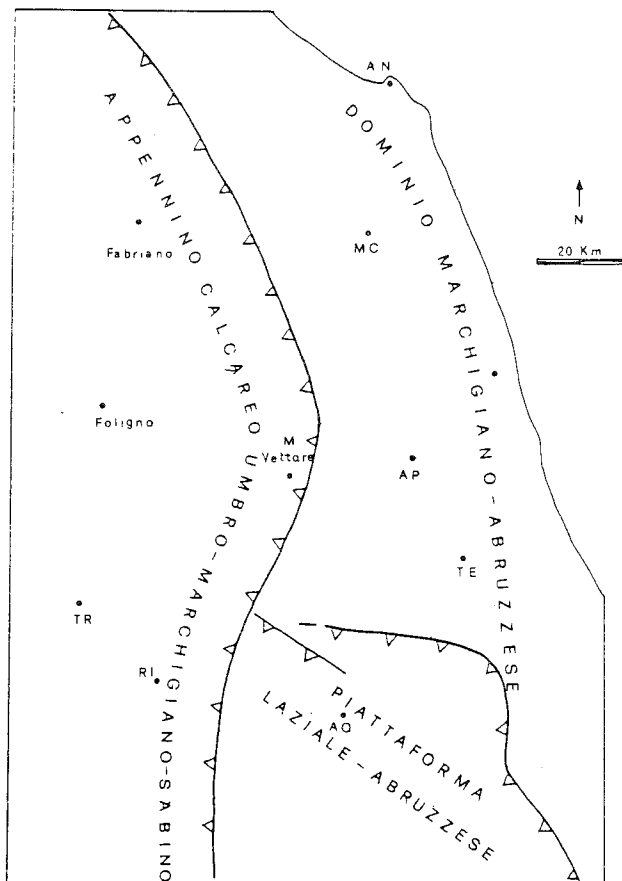 AN
APPENNINO CALCAREO UMBRO-MARCHIGIANO-SABINO
DOMINIO MARCHIGIANO-ABRUZZESE
N
20 Km
Fabriano
MC
Foligno
M
Vettore
AP
TE
TR
RI
PIATTAFORMA
LAZIALE-ABRUZZESE
AQ